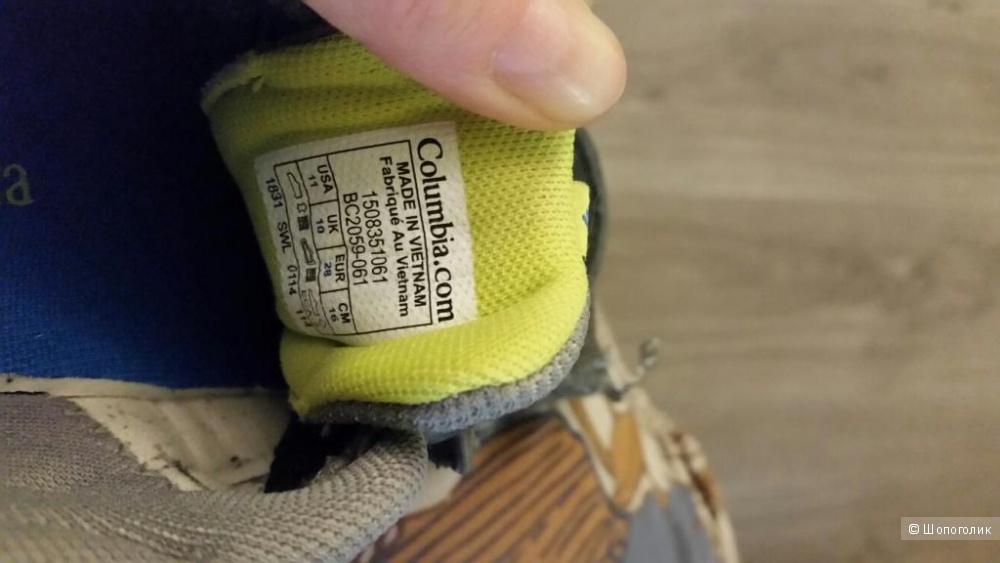 Columbia.com
MADE IN VIETNAM
Fabriqué Au Vietnam
1508351061
BC2059-061
USA UK EUR CM
11 10 28 16
1831 SWL 0114
a
© Шопоголик